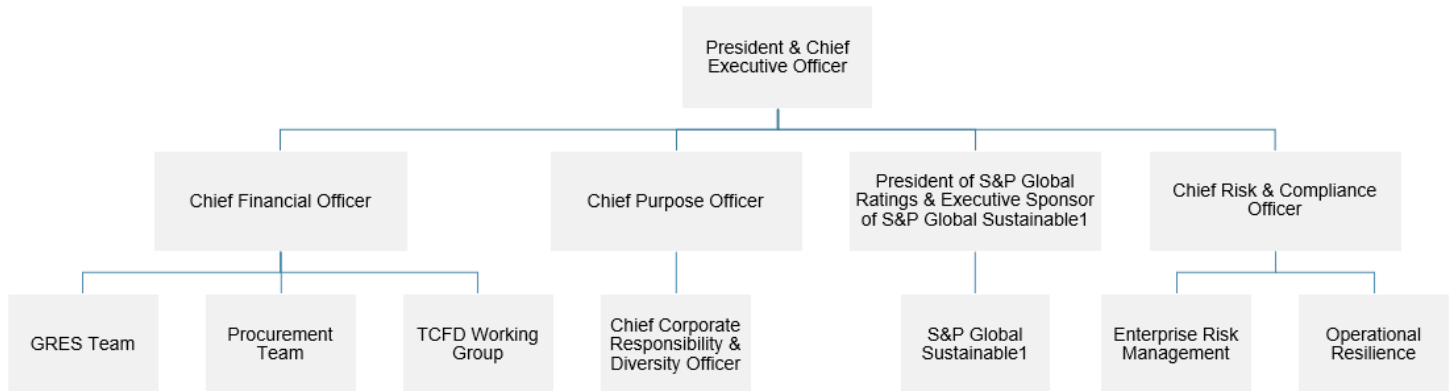 President & Chief
Executive Officer
Chief Financial Officer
Chief Purpose Officer
President of S&P Global
Ratings & Executive Sponsor
of S&P Global Sustainable1
Chief Risk & Compliance
Officer
GRES Team
Procurement
Team
TCFD Working
Group
Chief Corporate
Responsibility &
Diversity Officer
S&P Global
Sustainable1
Enterprise Risk
Management
Operational
Resilience